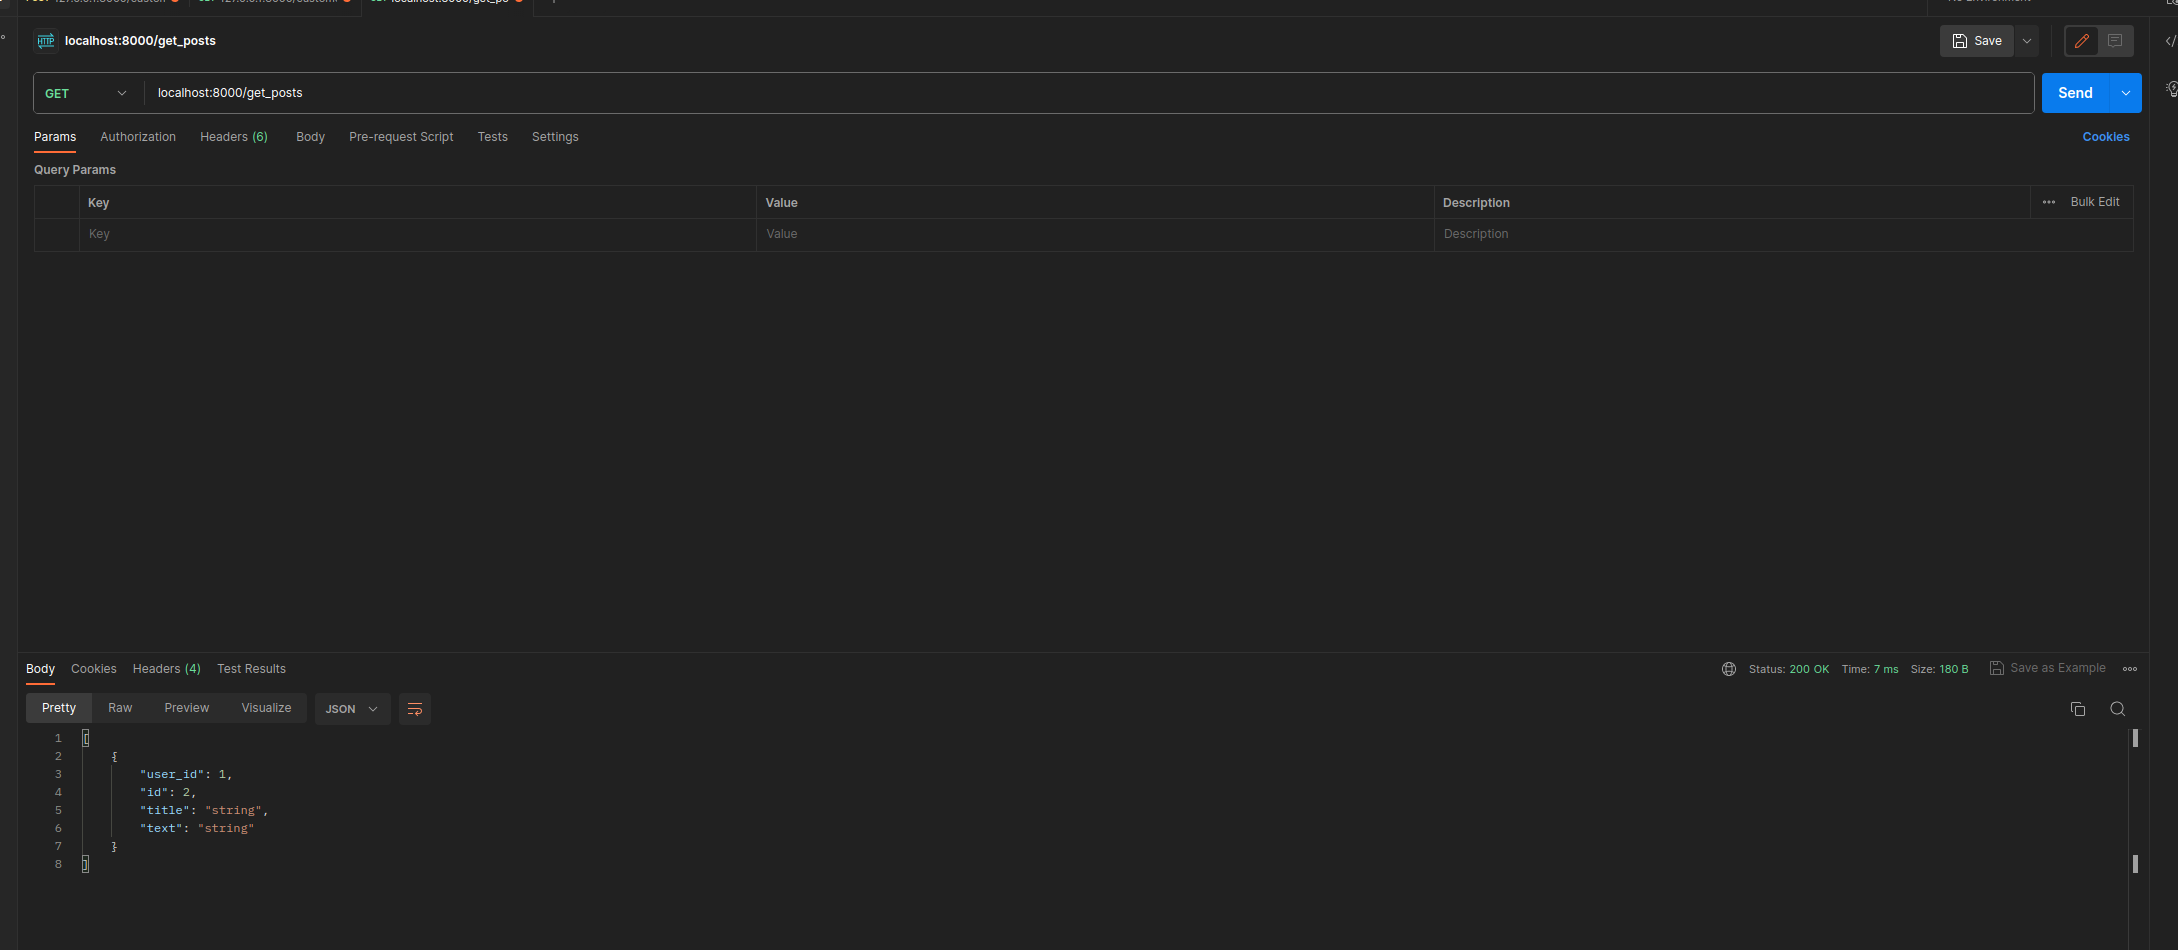 HTTP localhost:8000/get_posts
Save
GET localhost:8000/get_posts
Send
Params Authorization Headers (6) Body Pre-request Script Tests Settings
Cookies
Query Params
Key Value Description ••• Bulk Edit
Key Value Description
Body Cookies Headers (4) Test Results
Status: 200 OK Time: 7 ms Size: 180 B Save as Example
Pretty Raw Preview Visualize JSON
1 [
2 {
3 "user_id": 1,
4 "id": 2,
5 "title": "string",
6 "text": "string"
7 }
8 ]